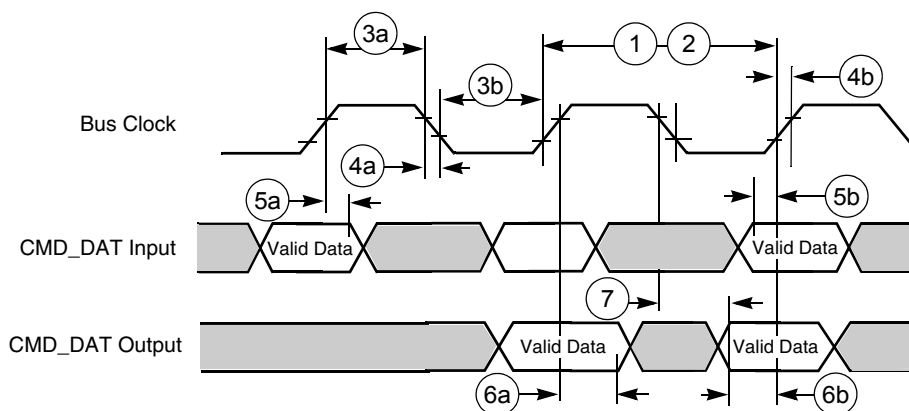 3a
1
2
3b
4b
Bus Clock
4a
5a
5b
CMD_DAT Input
Valid Data
Valid Data
7
CMD_DAT Output
Valid Data
Valid Data
6a
6b